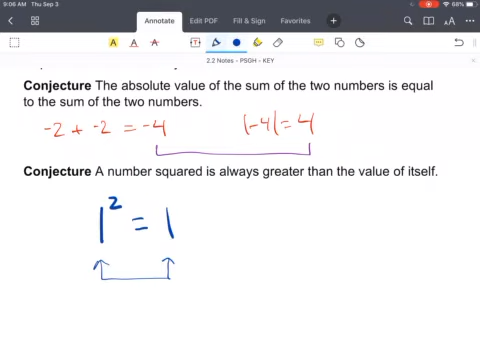 9:06 AM Thu Sep 3
68%
Annotate Edit PDF Fill & Sign Favorites
A A A T
2.2 Notes - PSGH - KEY
Conjecture The absolute value of the sum of the two numbers is equal
to the sum of the two numbers.
-2 + -2 = -4 |-4| = 4
Conjecture A number squared is always greater than the value of itself.
1² = 1